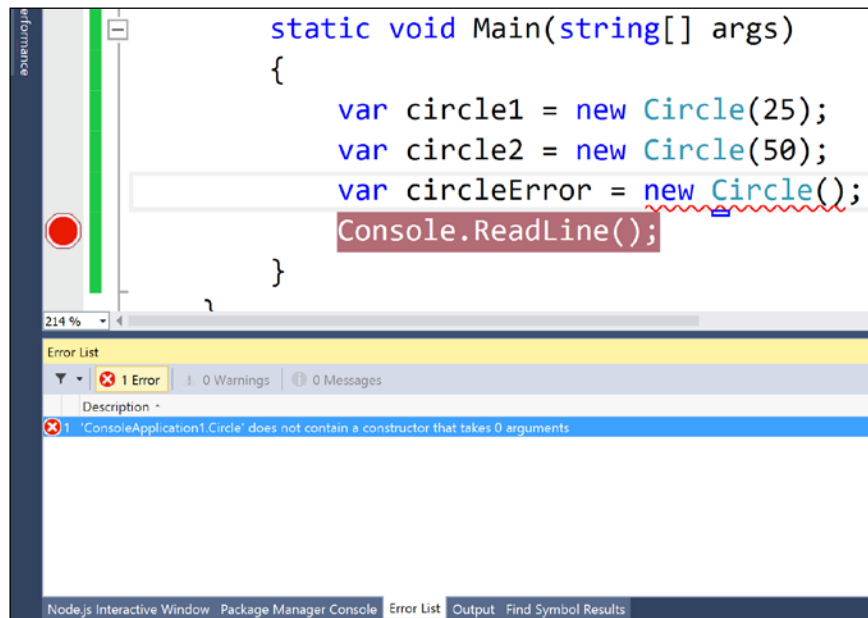 erformance
static void Main(string[] args)
{
var circle1 = new Circle(25);
var circle2 = new Circle(50);
var circleError = new Circle();
Console.ReadLine();
}
}
214 %
Error List
1 Error 0 Warnings 0 Messages
Description
1 'ConsoleApplication1.Circle' does not contain a constructor that takes 0 arguments
Node.js Interactive Window Package Manager Console Error List Output Find Symbol Results